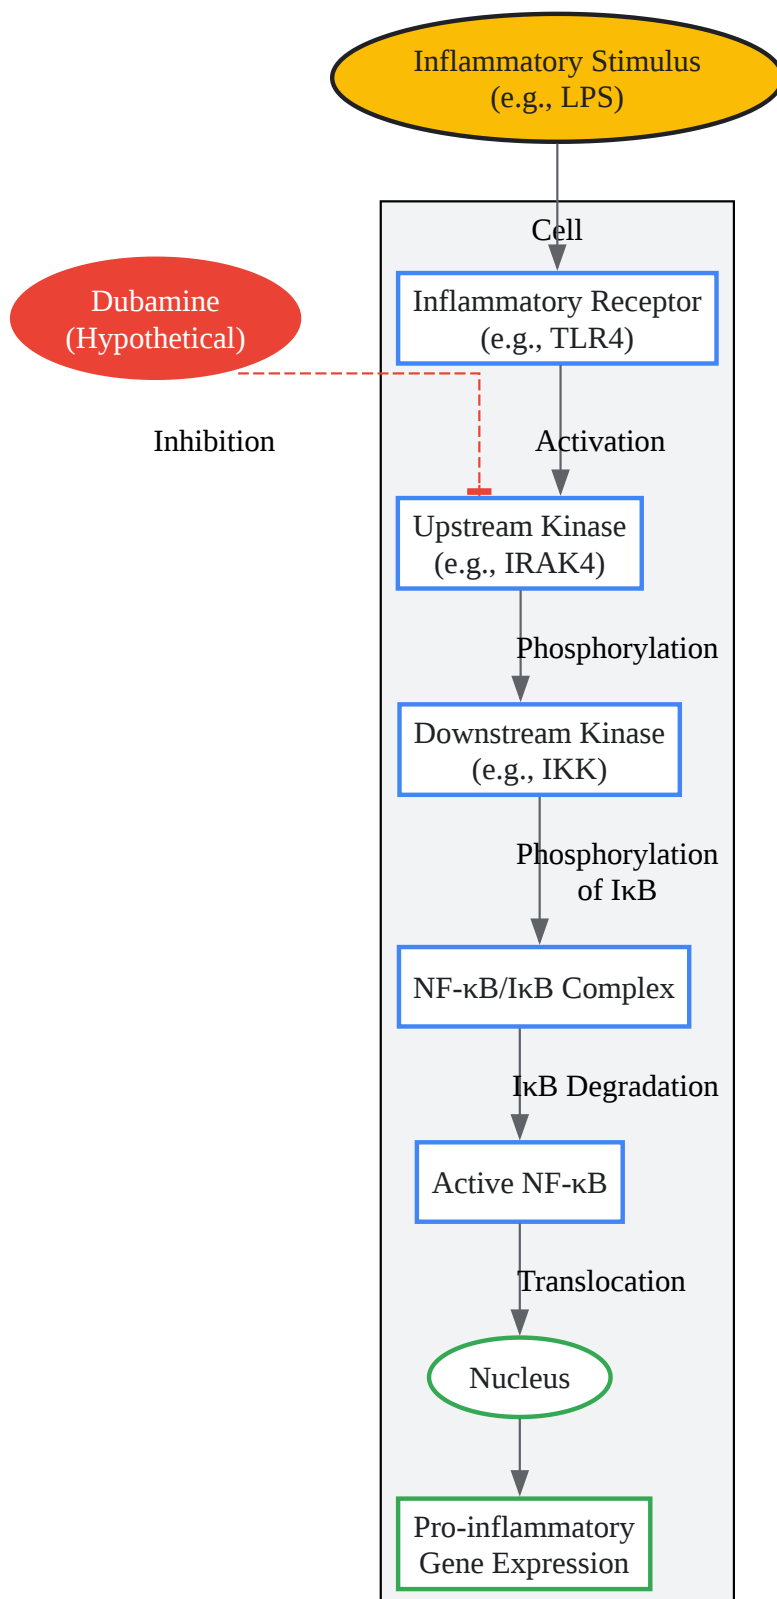 Inflammatory Stimulus
(e.g., LPS)
Cell
Dubamine
(Hypothetical)
Inflammatory Receptor
(e.g., TLR4)
Inhibition
Activation
Upstream Kinase
(e.g., IRAK4)
Phosphorylation
Downstream Kinase
(e.g., IKK)
Phosphorylation
of IκB
NF-κB/IκB Complex
IκB Degradation
Active NF-κB
Translocation
Nucleus
Pro-inflammatory
Gene Expression